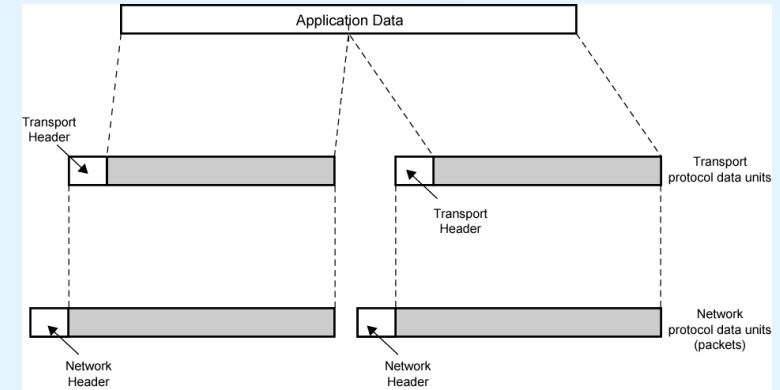 Application Data
Transport
Header
Transport
protocol data units
Transport
Header
Network
protocol data units
(packets)
Network
Header
Network
Header